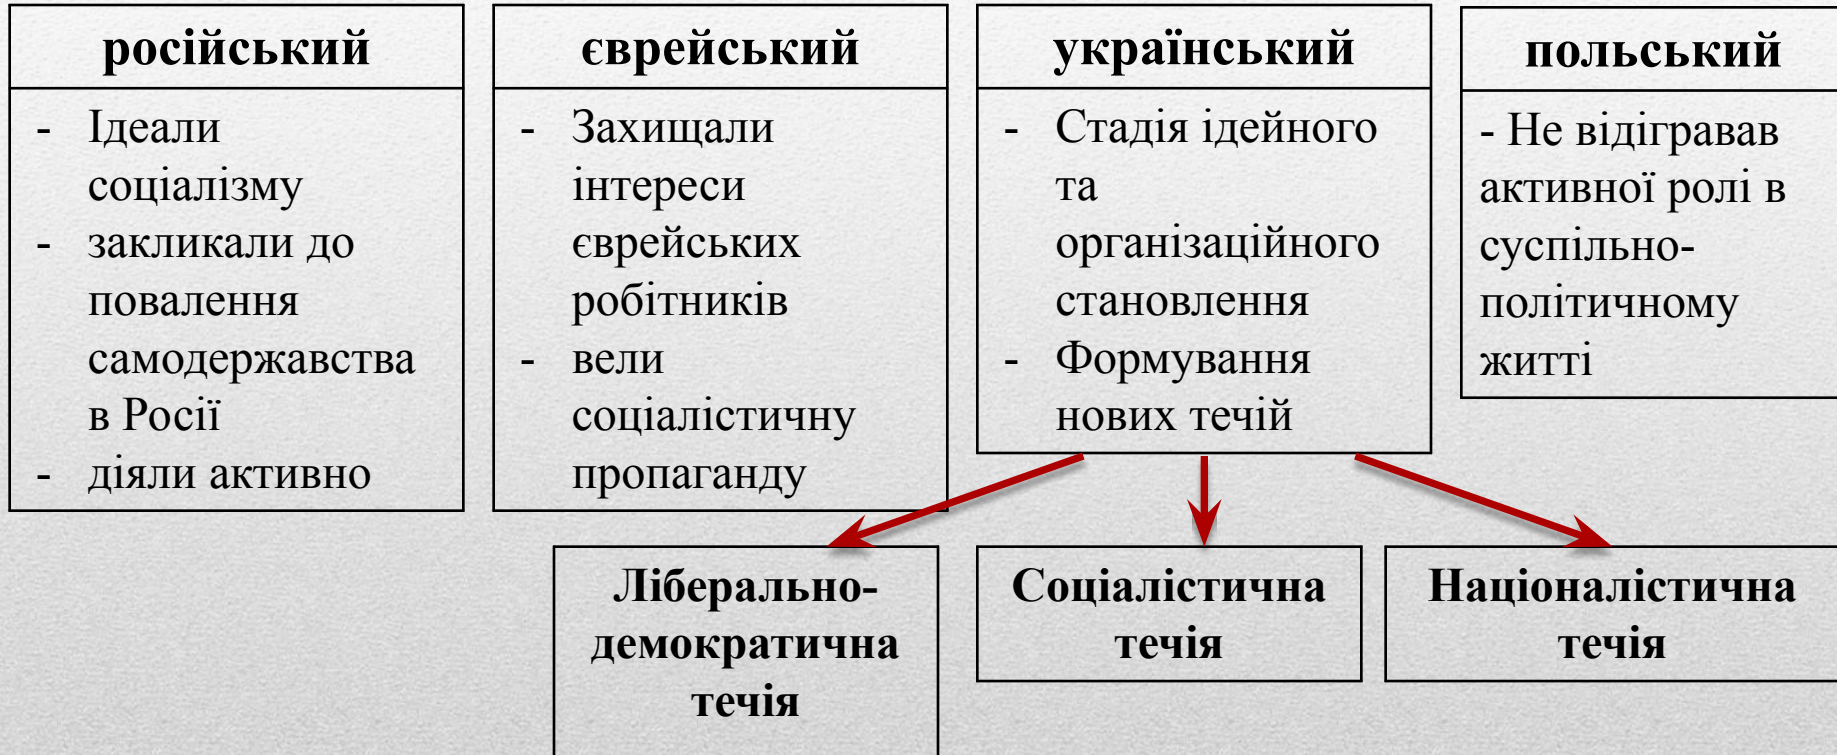 російський
- Ідеали
соціалізму
- закликали до
повалення
самодержавства
в Росії
- діяли активно
єврейський
- Захищали
інтереси
єврейських
робітників
- вели
соціалістичну
пропаганду
український
- Стадія ідейного
та
організаційного
становлення
- Формування
нових течій
польський
- Не відігравав
активної ролі в
суспільно-
політичному
житті
Ліберально-
демократична
течія
Соціалістична
течія
Націоналістична
течія